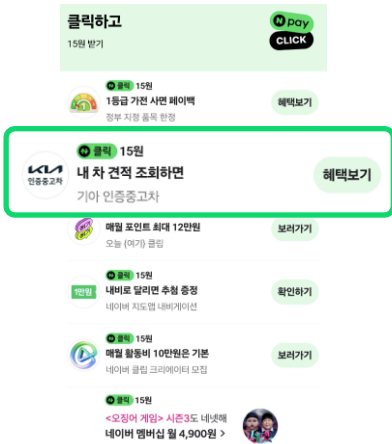 클릭하고
15원 받기
N pay
CLICK
N 클릭 15원
1등급 가전 사면 페이백
정부 지정 품목 한정
혜택보기
N 클릭 15원
내 차 견적 조회하면
기아 인증중고차
KIA
인증중고차
혜택보기
매월 포인트 최대 12만원
오늘 (여기) 클립
보러가기
N 클릭 15원
내비로 달리면 추첨 증정
네이버 지도앱 내비게이션
1만원
확인하기
N 클릭 15원
매월 활동비 10만원은 기본
네이버 클립 크리에이터 모집
보러가기
N 클릭 15원
<오징어 게임> 시즌3도 네넷해
네이버 멤버십 월 4,900원 >